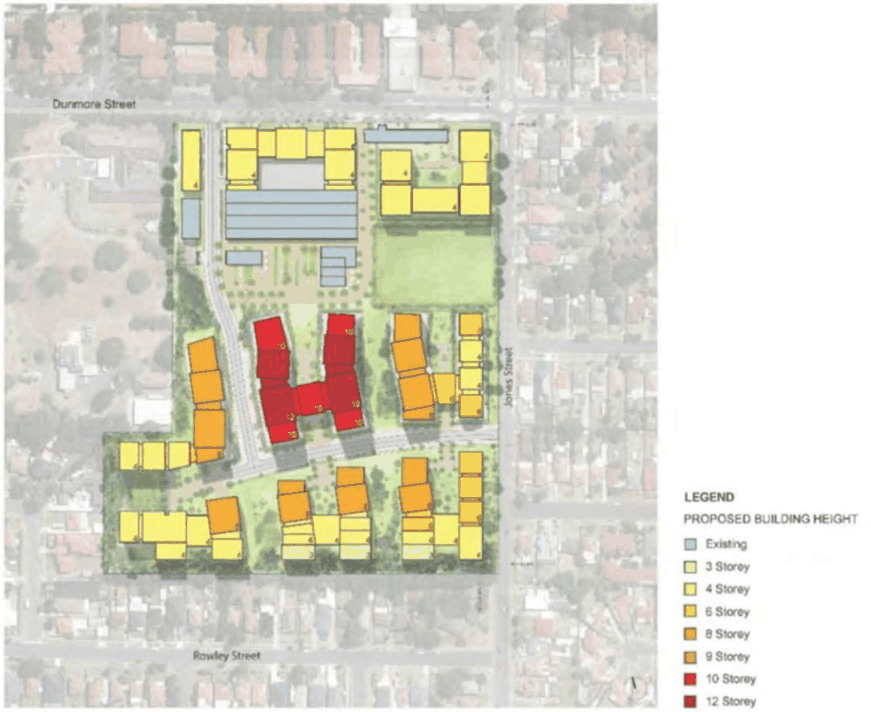 Dunmore Street
Jones Street
Rowley Street
LEGEND
PROPOSED BUILDING HEIGHT
Existing
3 Storey
4 Storey
6 Storey
8 Storey
9 Storey
10 Storey
12 Storey